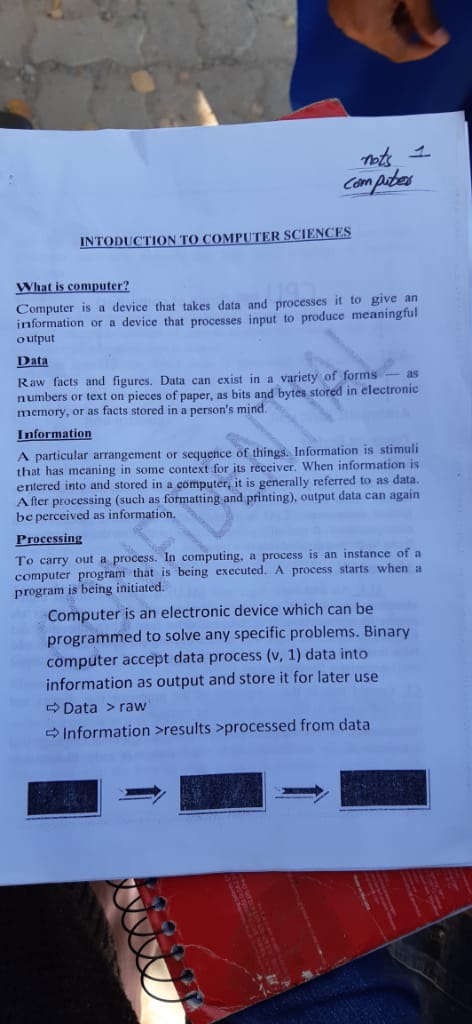 nots 1
computer
INTODUCTION TO COMPUTER SCIENCES
What is computer?
Computer is a device that takes data and processes it to give an
information or a device that processes input to produce meaningful
output
Data
Raw facts and figures. Data can exist in a variety of forms — as
numbers or text on pieces of paper, as bits and bytes stored in electronic
memory, or as facts stored in a person's mind.
Information
A particular arrangement or sequence of things. Information is stimuli
that has meaning in some context for its receiver. When information is
entered into and stored in a computer, it is generally referred to as data.
After processing (such as formatting and printing), output data can again
be perceived as information.
Processing
To carry out a process. In computing, a process is an instance of a
computer program that is being executed. A process starts when a
program is being initiated.
CONFIDENTIAL
Computer is an electronic device which can be
programmed to solve any specific problems. Binary
computer accept data process (v, 1) data into
information as output and store it for later use
⇨ Data > raw
⇨ Information >results >processed from data